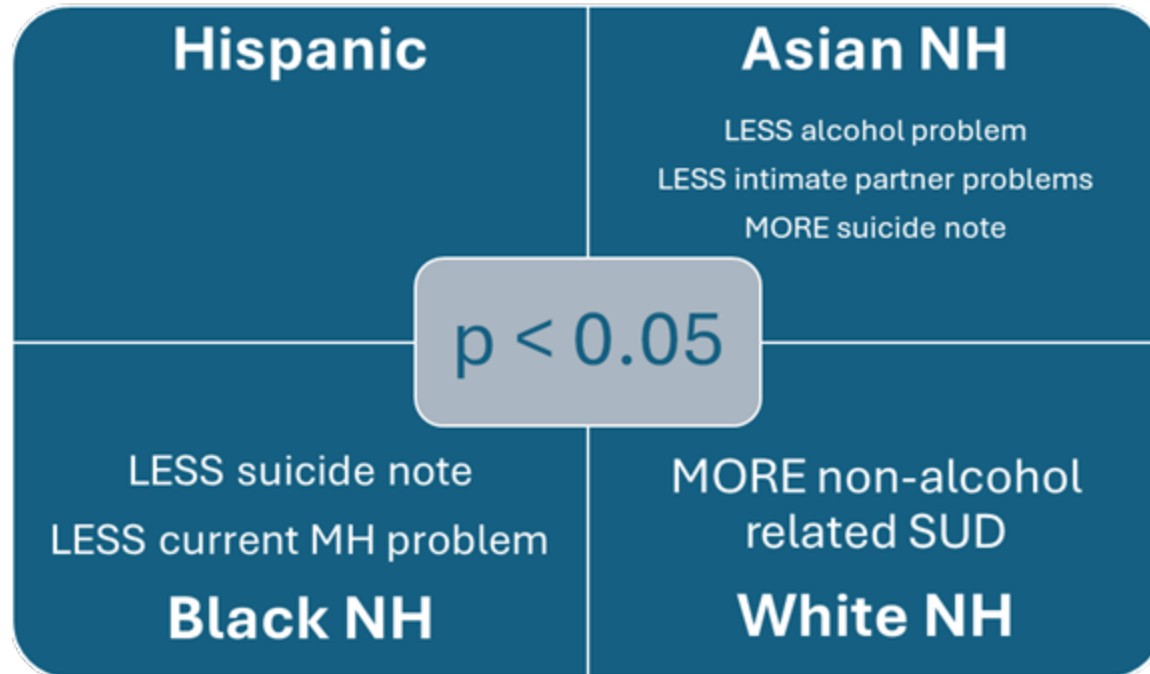 Hispanic
Asian NH
LESS alcohol problem
LESS intimate partner problems
MORE suicide note
p < 0.05
LESS suicide note
LESS current MH problem
Black NH
MORE non-alcohol
related SUD
White NH